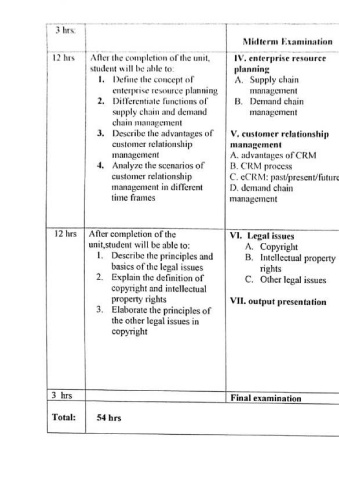 3 hrs.
Midterm Examination
12 hrs
After the completion of the unit,
student will be able to:
1. Define the concept of
enterprise resource planning
2. Differentiate functions of
supply chain and demand
chain management
3. Describe the advantages of
customer relationship
management
4. Analyze the scenarios of
customer relationship
management in different
time frames
IV. enterprise resource
planning
A. Supply chain
management
B. Demand chain
management
V. customer relationship
management
A. advantages of CRM
B. CRM process
C. eCRM: past/present/future
D. demand chain
management
12 hrs
After completion of the
unit,student will be able to:
1. Describe the principles and
basics of the legal issues
2. Explain the definition of
copyright and intellectual
property rights
3. Elaborate the principles of
the other legal issues in
copyright
VI. Legal issues
A. Copyright
B. Intellectual property
rights
C. Other legal issues
VII. output presentation
3 hrs
Final examination
Total:
54 hrs